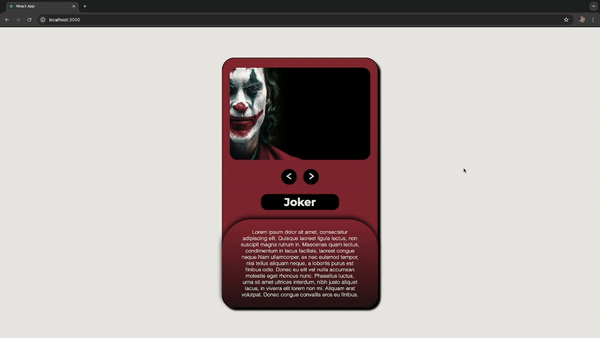 React App
localhost:3000
Joker
Lorem ipsum dolor sit amet, consectetur
adipiscing elit. Quisque laoreet ligula lectus, non
suscipit magna rutrum in. Maecenas quam lectus,
condimentum in lacus facilisis, laoreet congue
neque.Nam ullamcorper, ex nec euismod tempor,
nisi tellus aliquam neque, a lobortis purus est
finibus odio. Donec eu elit vel nulla accumsan
molestie eget rhoncus nunc. Phasellus luctus,
urna sit amet ultrices interdum, nibh justo aliquet
lacus, in viverra elit lorem non mi. Aliquam erat
volutpat. Donec congue convallis eros eu finibus.